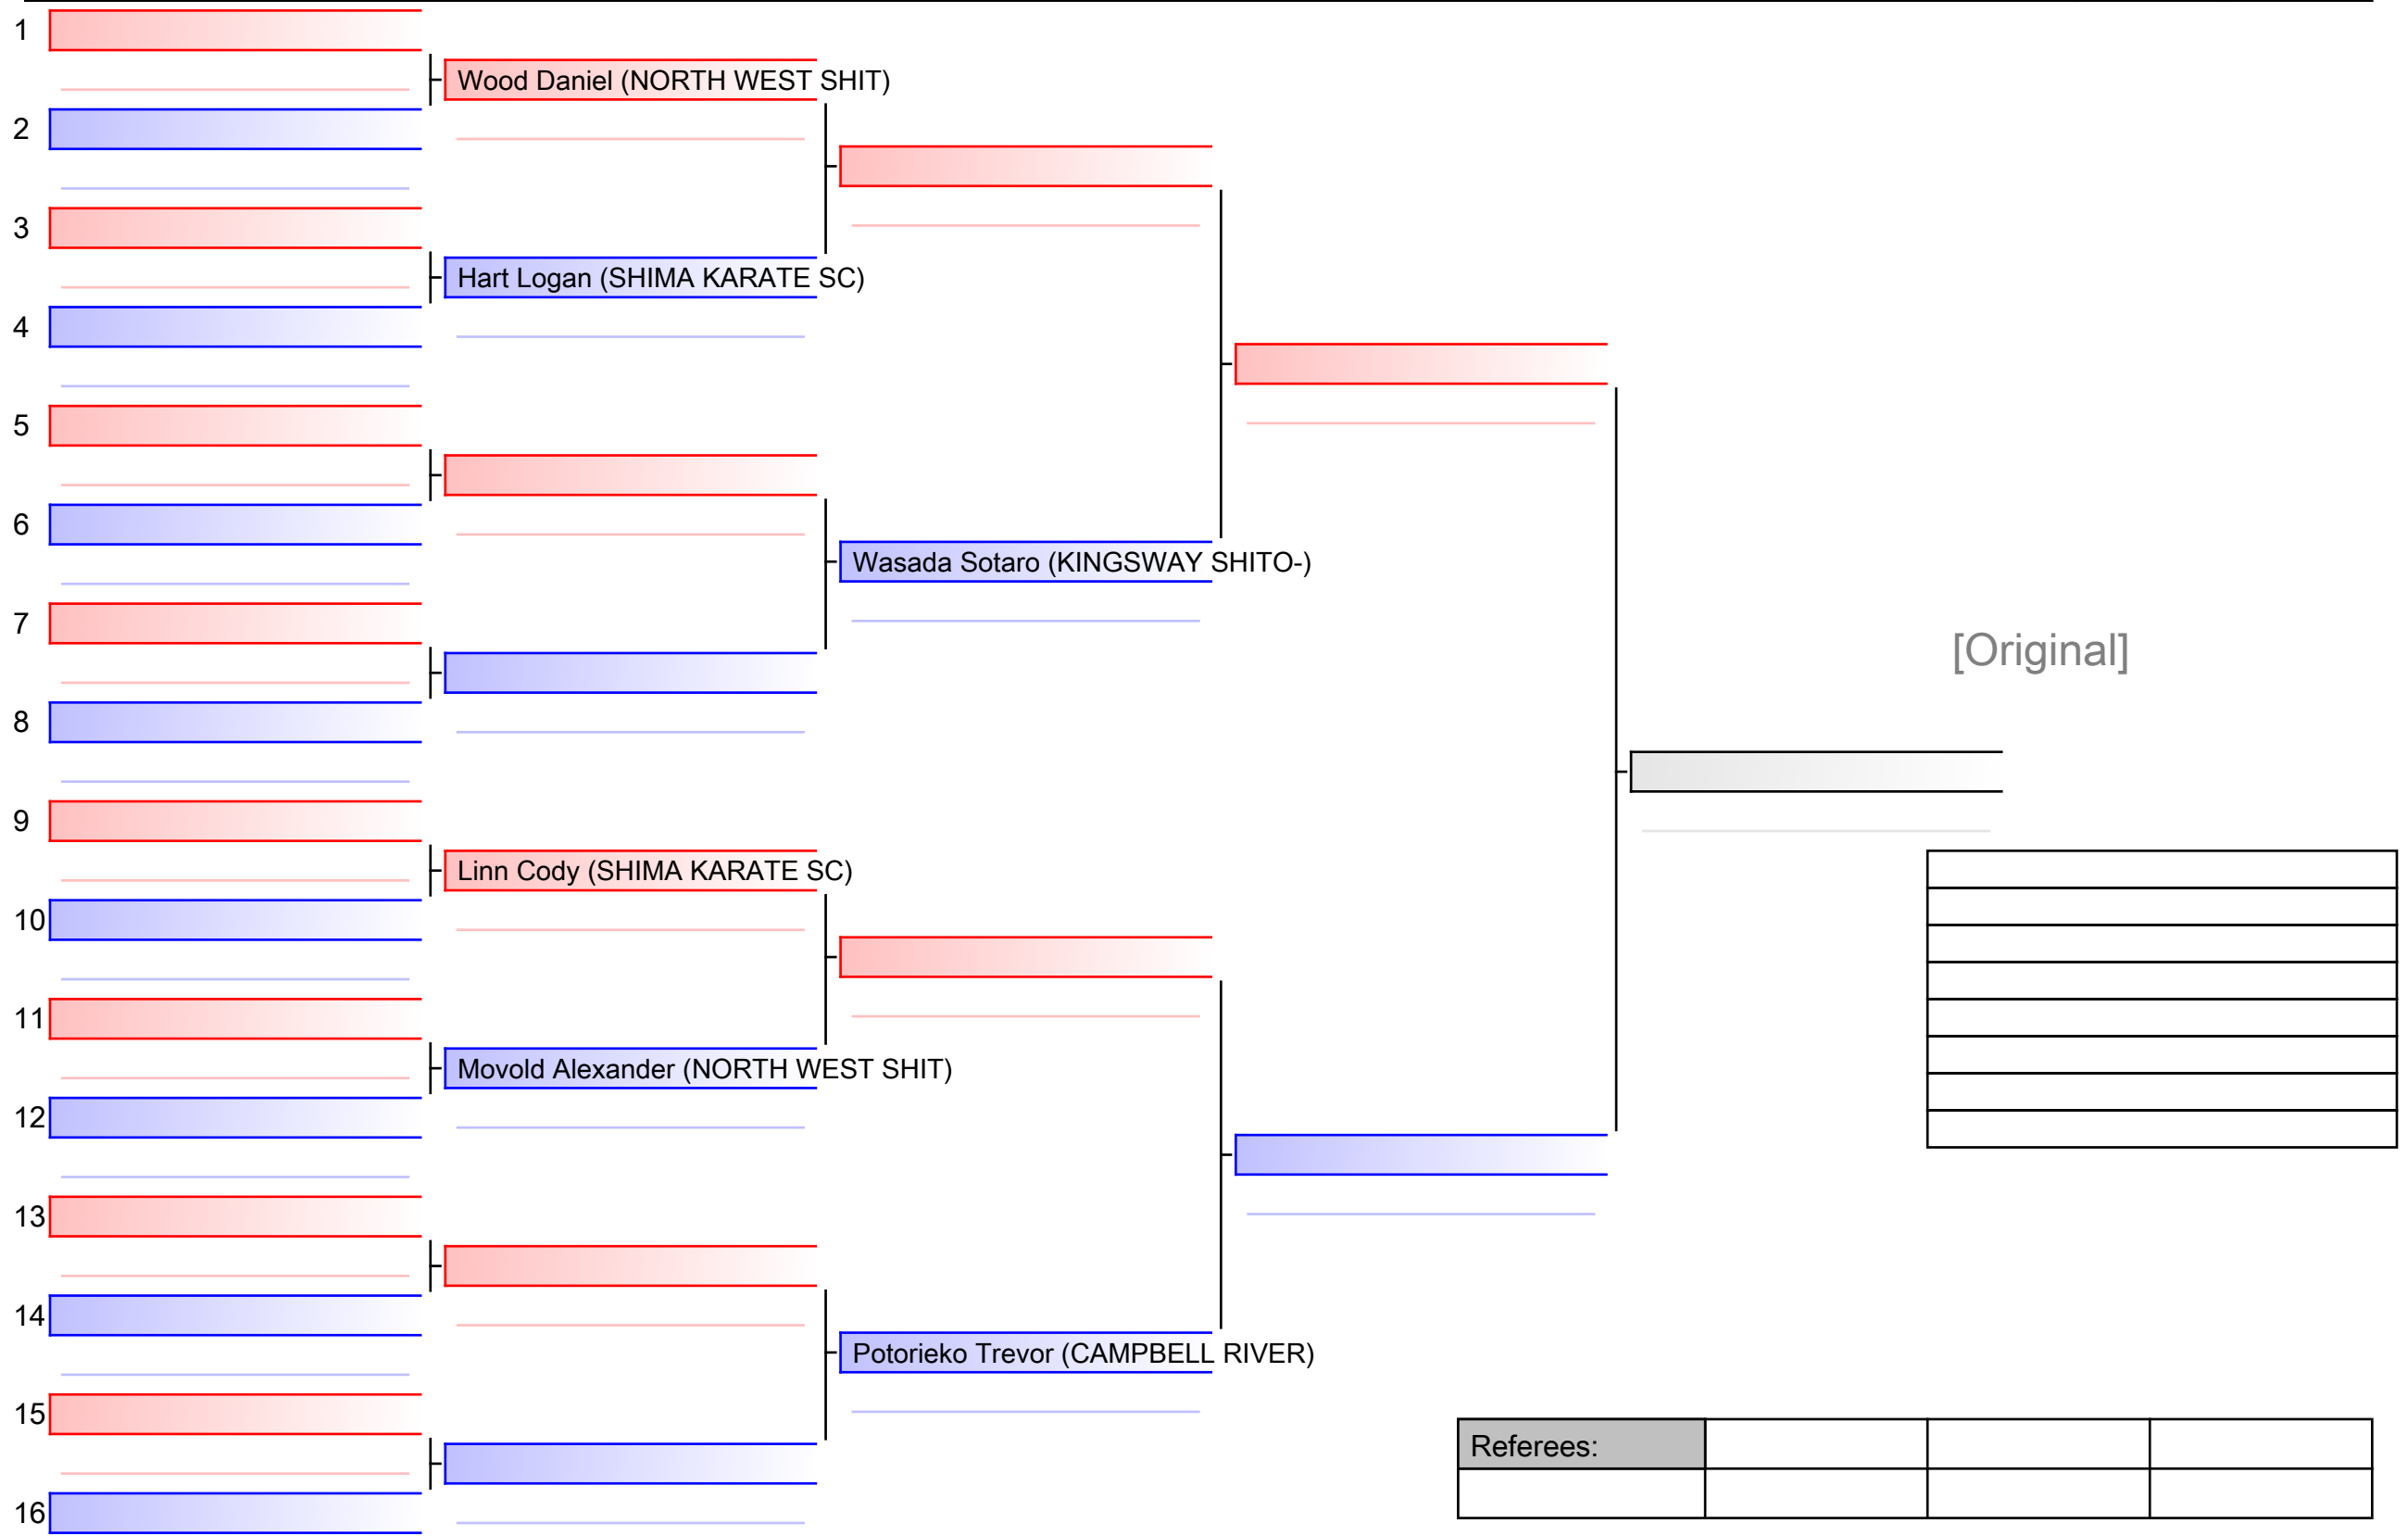 1
Wood Daniel (NORTH WEST SHIT)
2
3
Hart Logan (SHIMA KARATE SC)
4
5
6
Wasada Sotaro (KINGSWAY SHITO-)
7
[Original]
8
9
Linn Cody (SHIMA KARATE SC)
10
11
Movold Alexander (NORTH WEST SHIT)
12
13
14
Potorieko Trevor (CAMPBELL RIVER)
15
Referees:
16